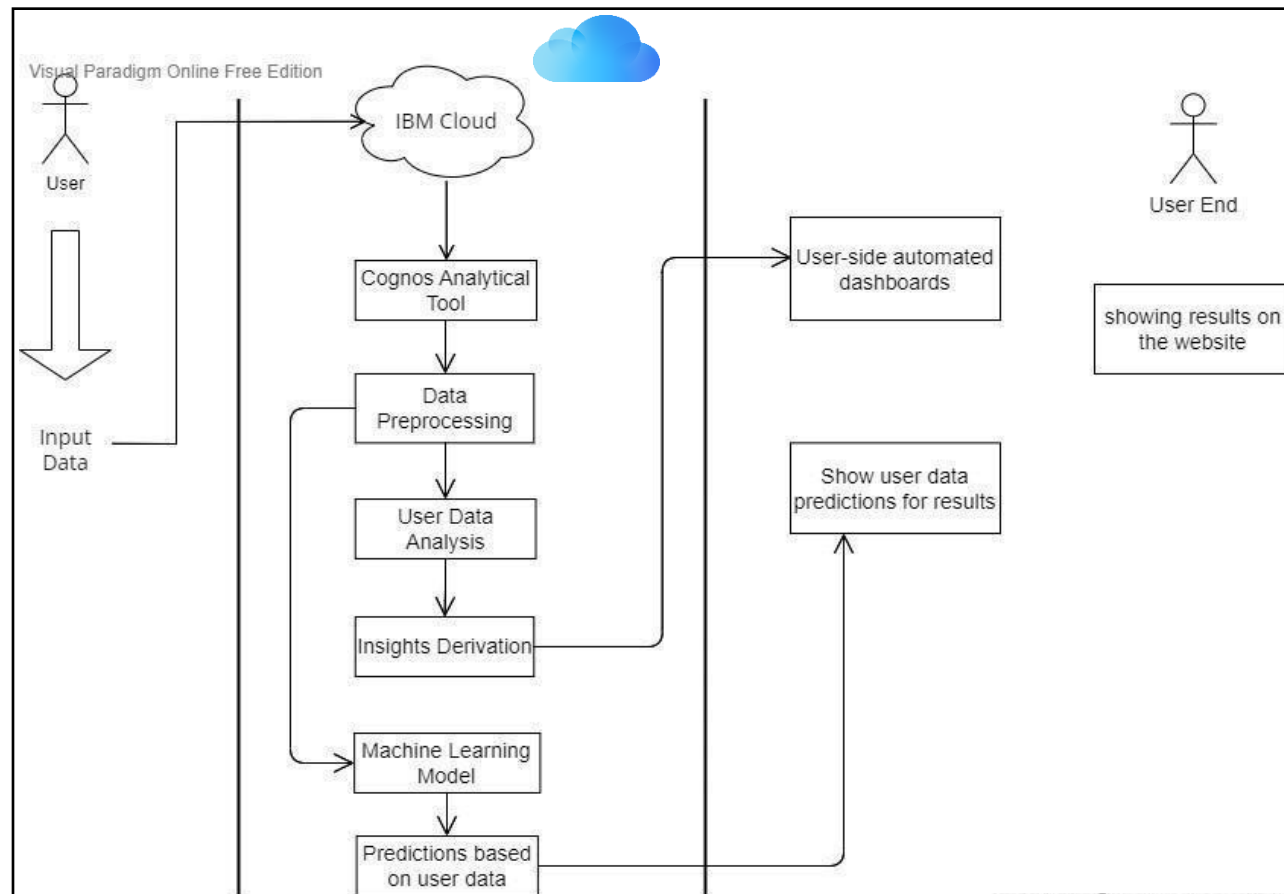 Visual Paradigm Online Free Edition
User
Input
Data
IBM Cloud
Cognos Analytical
Tool
Data
Preprocessing
User Data
Analysis
Insights Derivation
Machine Learning
Model
Predictions based
on user data
User-side automated
dashboards
Show user data
predictions for results
User End
showing results on
the website